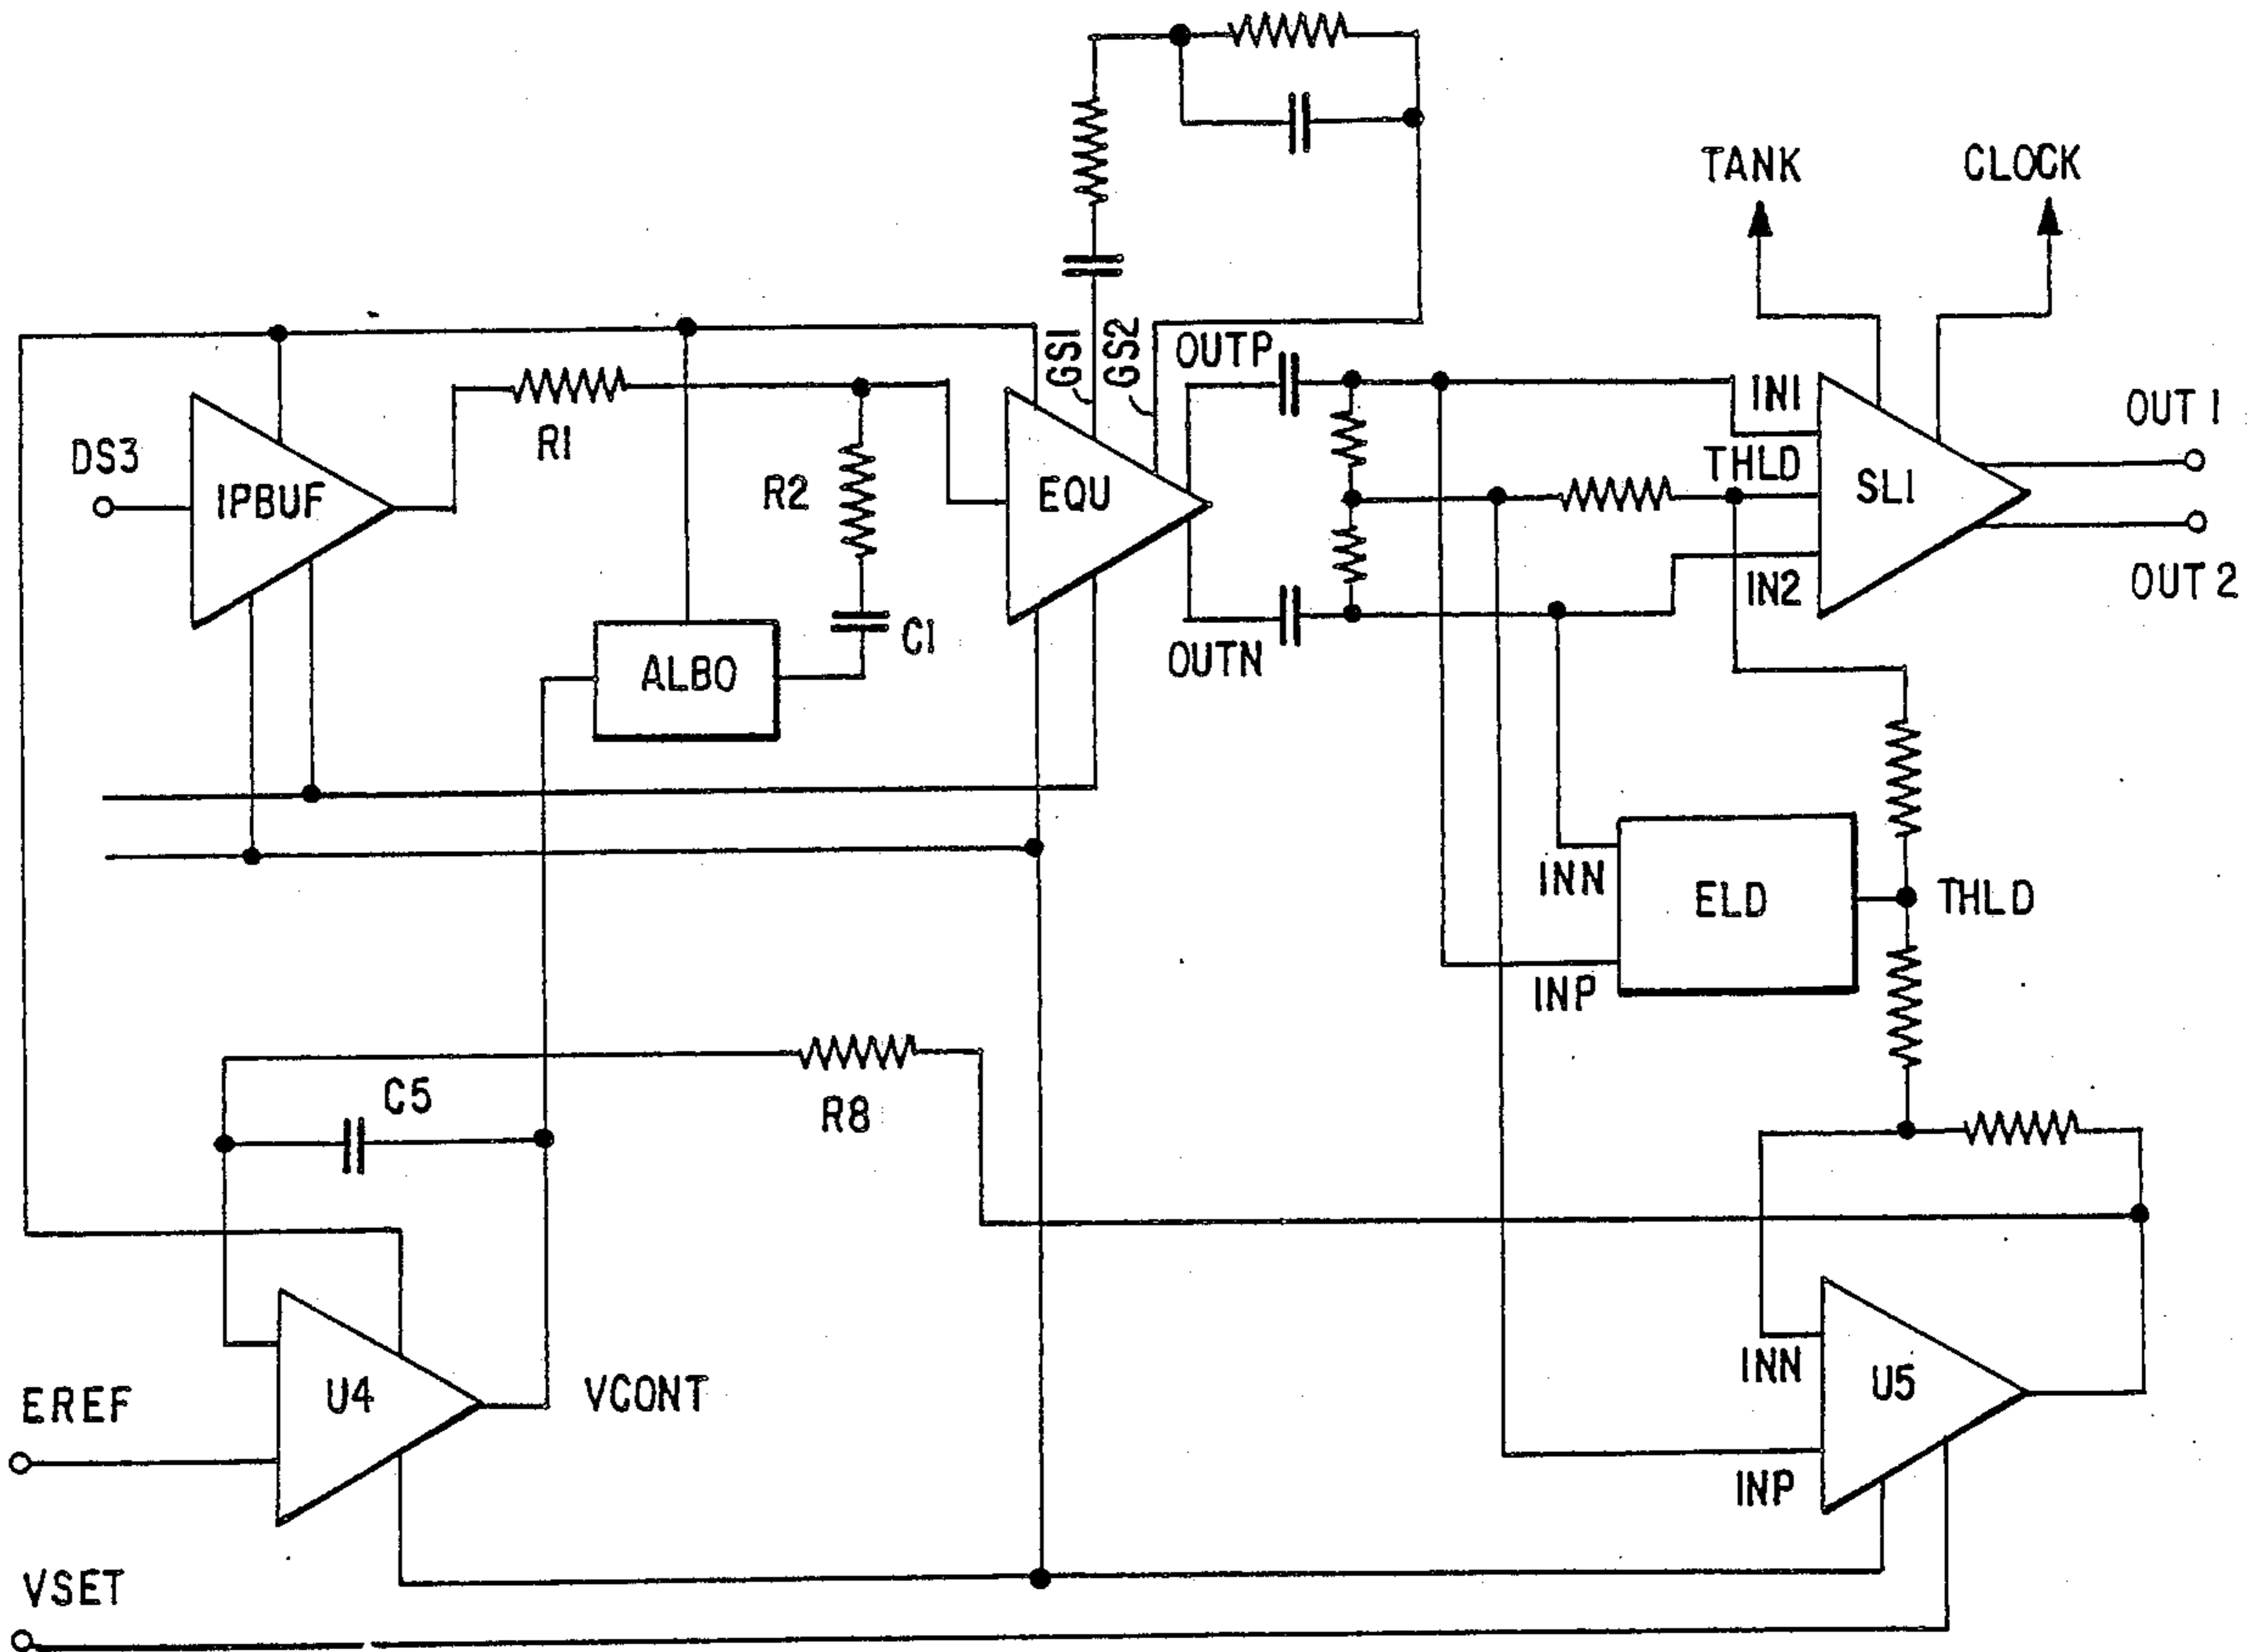 TANK
CLOCK
GS1
GS2
OUTP
IN1
OUT 1
DS3
IPBUF
R1
R2
EQU
THLD
SL1
IN2
OUT 2
C1
OUTN
ALBO
INN
ELD
THLD
INP
C5
R8
EREF
U4
VCONT
INN
U5
INP
VSET